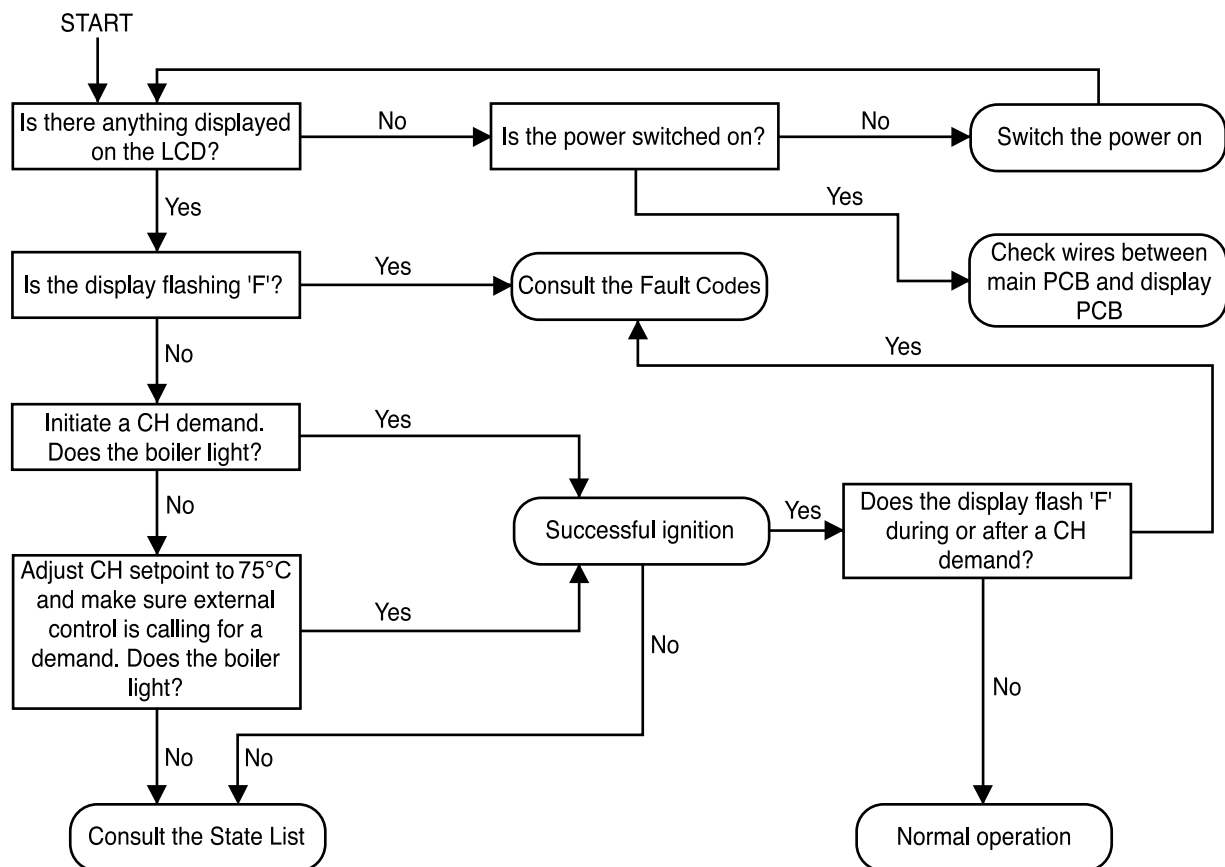 START
Is there anything displayed
on the LCD?
No
Is the power switched on?
No
Switch the power on
Yes
Yes
Is the display flashing 'F'?
Yes
Consult the Fault Codes
Check wires between
main PCB and display
PCB
No
Yes
Initiate a CH demand.
Does the boiler light?
Yes
No
Successful ignition
Yes
Does the display flash 'F'
during or after a CH
demand?
Adjust CH setpoint to 75°C
and make sure external
control is calling for a
demand. Does the boiler
light?
Yes
No
No
No
No
Consult the State List
Normal operation